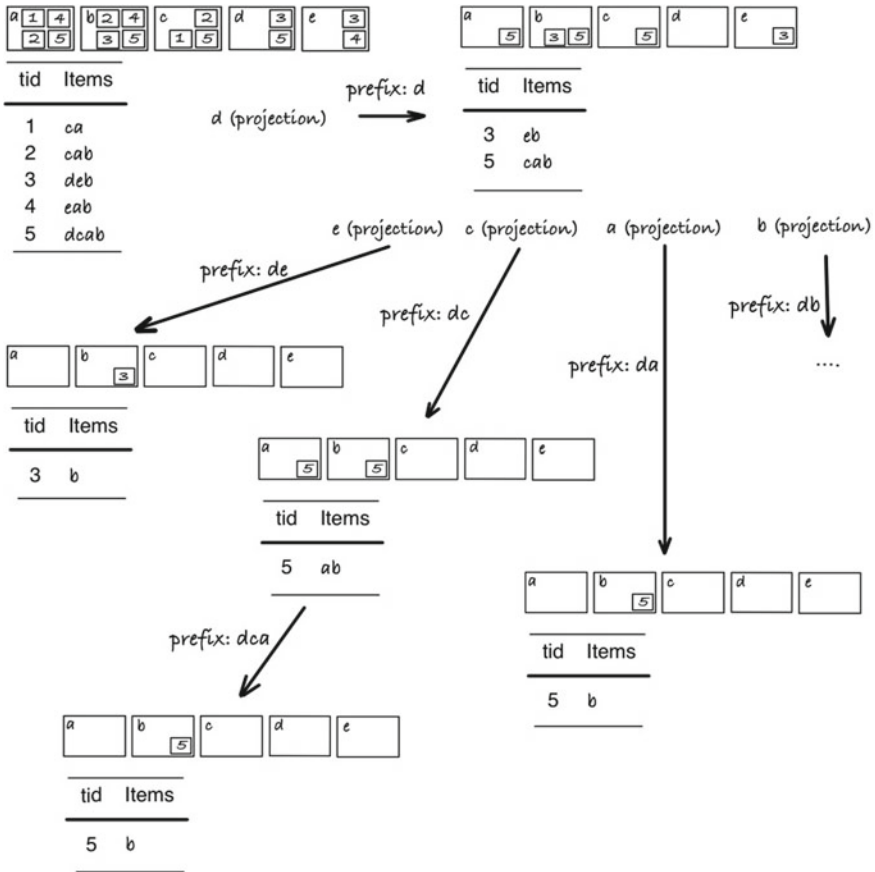 a 1 4 b 2 4 c 2 d 3 e 3
2 5 3 5 1 5 5 4
tid Items
1 ca
2 cab
3 deb
4 eab
5 dcab
d (projection)
prefix: d
a 5 b 3 5 c 5 d e 3
tid Items
3 eb
5 cab
e (projection) c (projection) a (projection) b (projection)
prefix: de
prefix: dc
prefix: da
prefix: db
....
a b 3 c d e
tid Items
3 b
a 5 b 5 c d e
tid Items
5 ab
a b 5 c d e
tid Items
5 b
prefix: dca
a b 5 c d e
tid Items
5 b